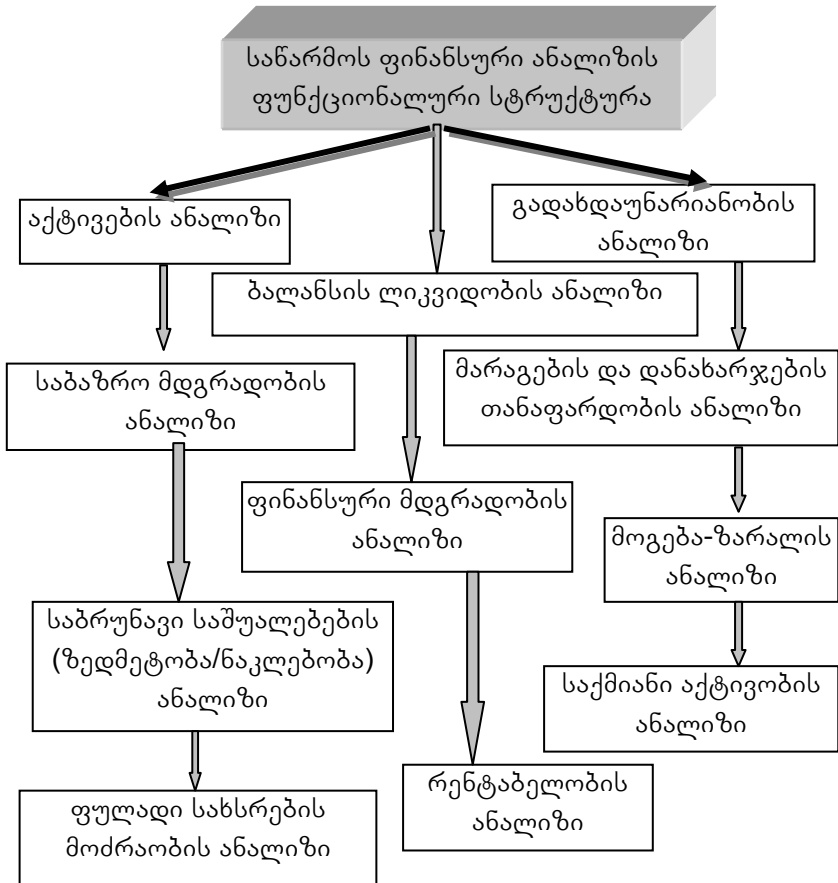 საწარმოს ფინანსური ანალიზის
ფუნქციონალური სტრუქტურა
აქტივების ანალიზი
გადახდაუნარიანობის
ანალიზი
ბალანსის ლიკვიდობის ანალიზი
საბაზრო მდგრადობის
ანალიზი
მარაგების და დანახარჯების
თანაფარდობის ანალიზი
ფინანსური მდგრადობის
ანალიზი
მოგება-ზარალის
ანალიზი
საბრუნავი საშუალებების
(ზედმეტობა/ნაკლებობა)
ანალიზი
საქმიანი აქტივობის
ანალიზი
რენტაბელობის
ანალიზი
ფულადი სახსრების
მოძრაობის ანალიზი